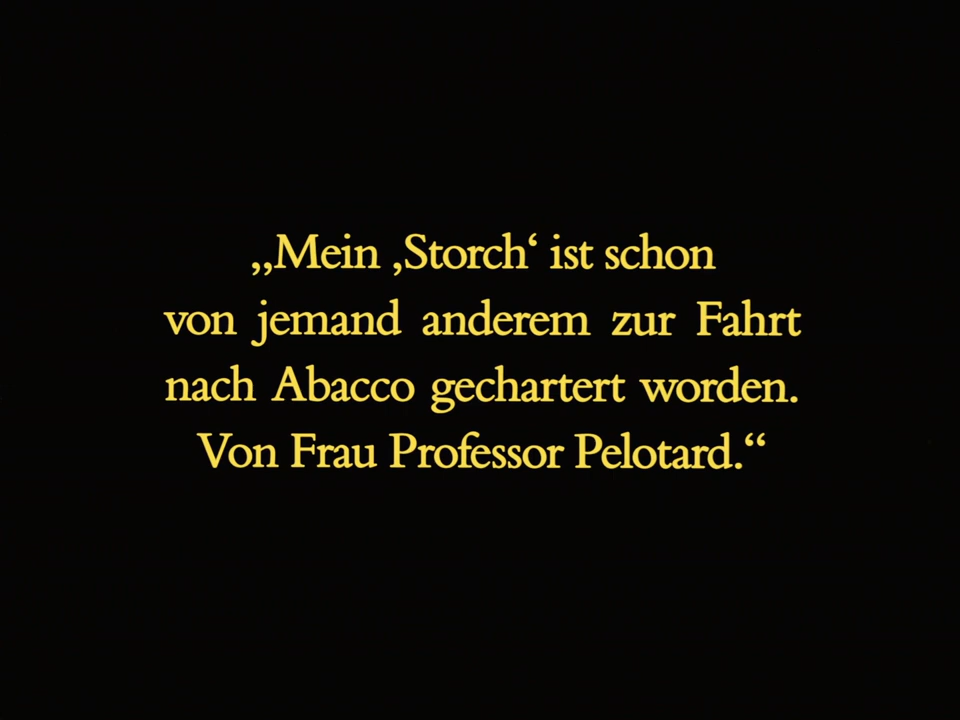 „Mein ‚Storch‘ ist schon
von jemand anderem zur Fahrt
nach Abacco gechartert worden.
Von Frau Professor Pelotard.“